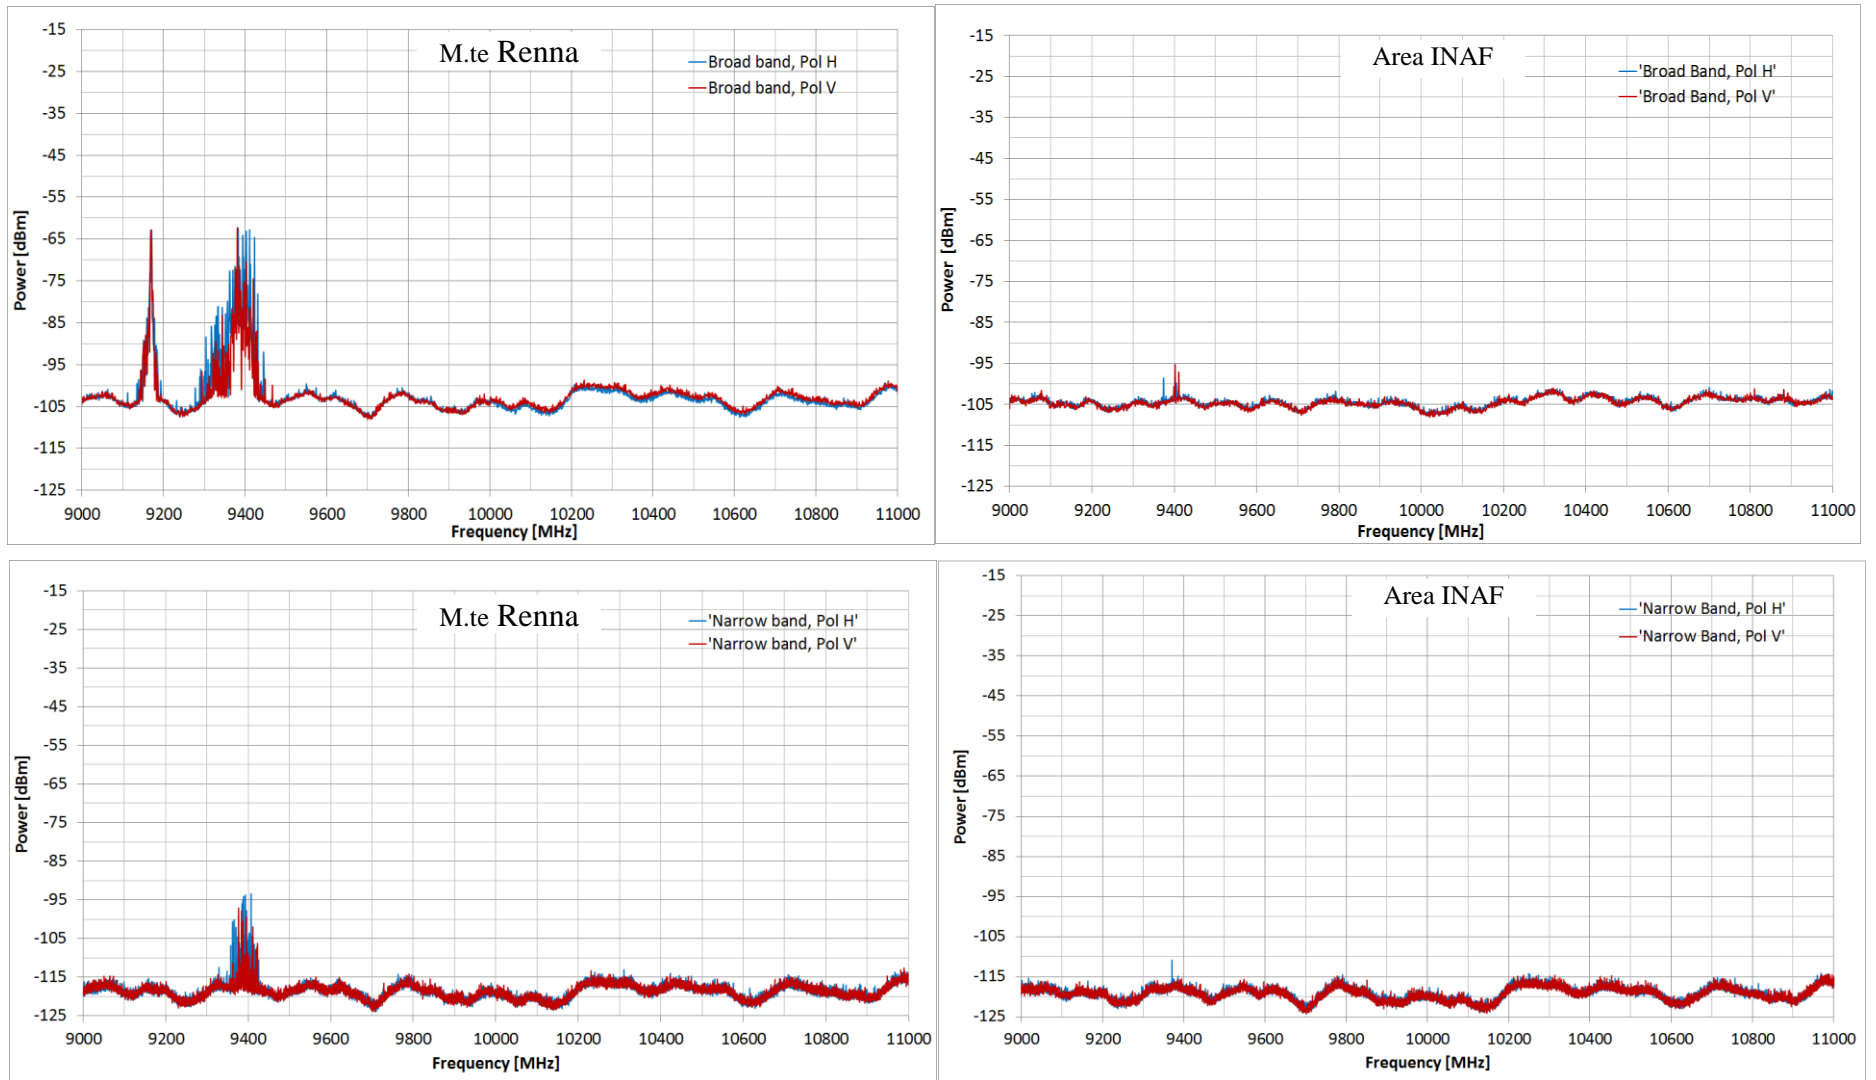 M.te Renna
Broad band, Pol H
Broad band, Pol V
Power [dBm]
-15
-25
-35
-45
-55
-65
-75
-85
-95
-105
-115
-125
9000 9200 9400 9600 9800 10000 10200 10400 10600 10800 11000
Frequency [MHz]
Area INAF
'Broad Band, Pol H'
'Broad Band, Pol V'
Power [dBm]
-15
-25
-35
-45
-55
-65
-75
-85
-95
-105
-115
-125
9000 9200 9400 9600 9800 10000 10200 10400 10600 10800 11000
Frequency [MHz]
M.te Renna
'Narrow band, Pol H'
'Narrow band, Pol V'
Power [dBm]
-15
-25
-35
-45
-55
-65
-75
-85
-95
-105
-115
-125
9000 9200 9400 9600 9800 10000 10200 10400 10600 10800 11000
Frequency [MHz]
Area INAF
'Narrow Band, Pol H'
'Narrow Band, Pol V'
Power [dBm]
-15
-25
-35
-45
-55
-65
-75
-85
-95
-105
-115
-125
9000 9200 9400 9600 9800 10000 10200 10400 10600 10800 11000
Frequency [MHz]